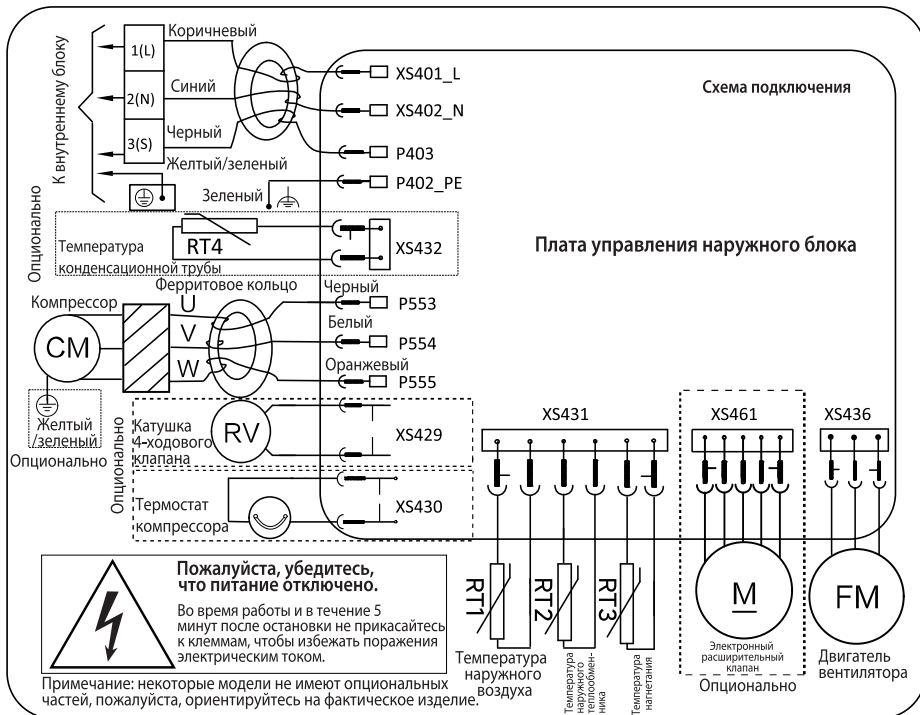 Схема подключения
Плата управления наружного блока
К внутреннему блоку
1(L)
2(N)
3(S)
Коричневый
Синий
Черный
Желтый/зеленый
Зеленый
XS401_L
XS402_N
P403
P402_PE
Опционально
RT4
Температура
конденсационной трубы
XS432
Ферритовое кольцо
Компрессор
CM
U
V
W
Черный
Белый
Оранжевый
P553
P554
P555
Желтый
/зеленый
Опционально
Опционально
Катушка
4-ходового
клапана
RV
XS429
Термостат
компрессора
XS430
XS431
XS461
XS436
RT1
RT2
RT3
M
FM
Температура
наружного
воздуха
Температура
наружного
теплообмен-
ника
Температура
нагнетания
Электронный
расширительный
клапан
Опционально
Двигатель
вентилятора
Пожалуйста, убедитесь,
что питание отключено.
Во время работы и в течение 5
минут после остановки не прикасайтесь
к клеммам, чтобы избежать поражения
электрическим током.
Примечание: некоторые модели не имеют опциональных
частей, пожалуйста, ориентируйтесь на фактическое изделие.